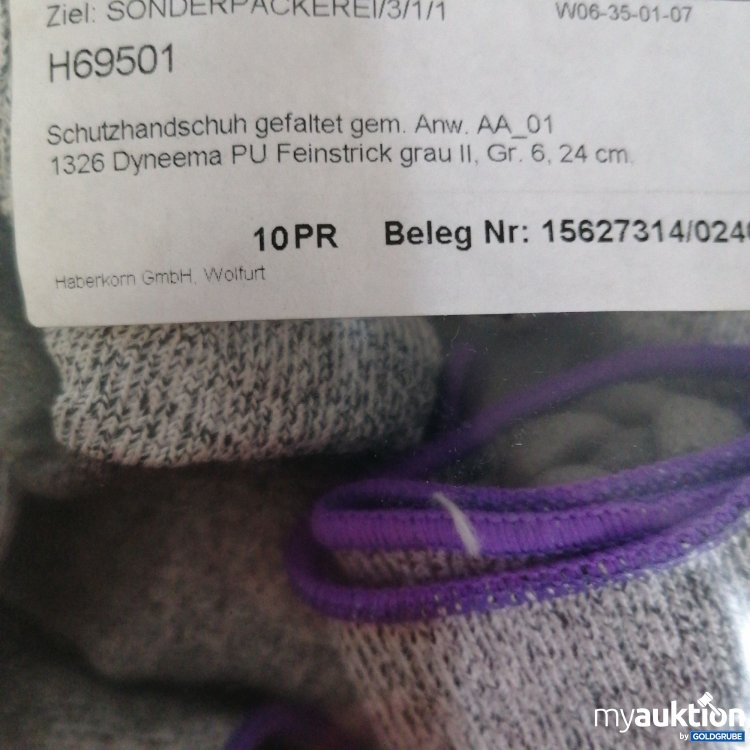 Ziel: SONDERPACKEREI/3/1/1 W06-35-01-07
H69501
Schutzhandschuh gefaltet gem. Anw. AA_01
1326 Dyneema PU Feinstrick grau II, Gr. 6, 24 cm,
10PR Beleg Nr: 15627314/024
Haberkorn GmbH, Wolfurt
myauktion
by GOLDGRUBE